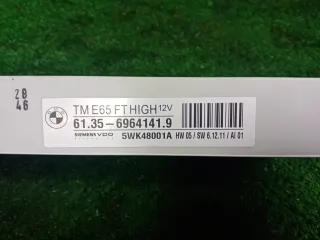 28
46
TM E65 FT HIGH 12V
61.35-6964141.9
SIEMENS VDO 5WK48001A HW 05 / SW 6.12.11 / AI 01